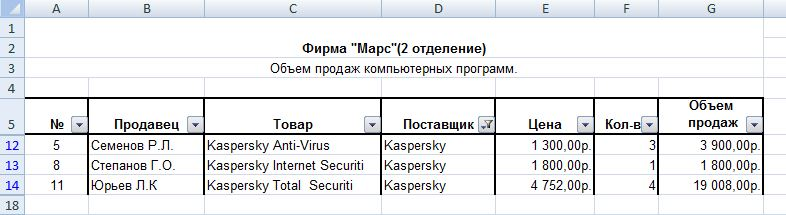 A B C D E F G
1
2 Фирма "Марс"(2 отделение)
3 Объем продаж компьютерных программ.
4
5 № Продавец Товар Поставщик Цена Кол-в Объем продаж
12 5 Семенов Р.Л. Kaspersky Anti-Virus Kaspersky 1 300,00р. 3 3 900,00р.
13 8 Степанов Г.О. Kaspersky Internet Securiti Kaspersky 1 800,00р. 1 1 800,00р.
14 11 Юрьев Л.К Kaspersky Total  Securiti Kaspersky 4 752,00р. 4 19 008,00р.
18